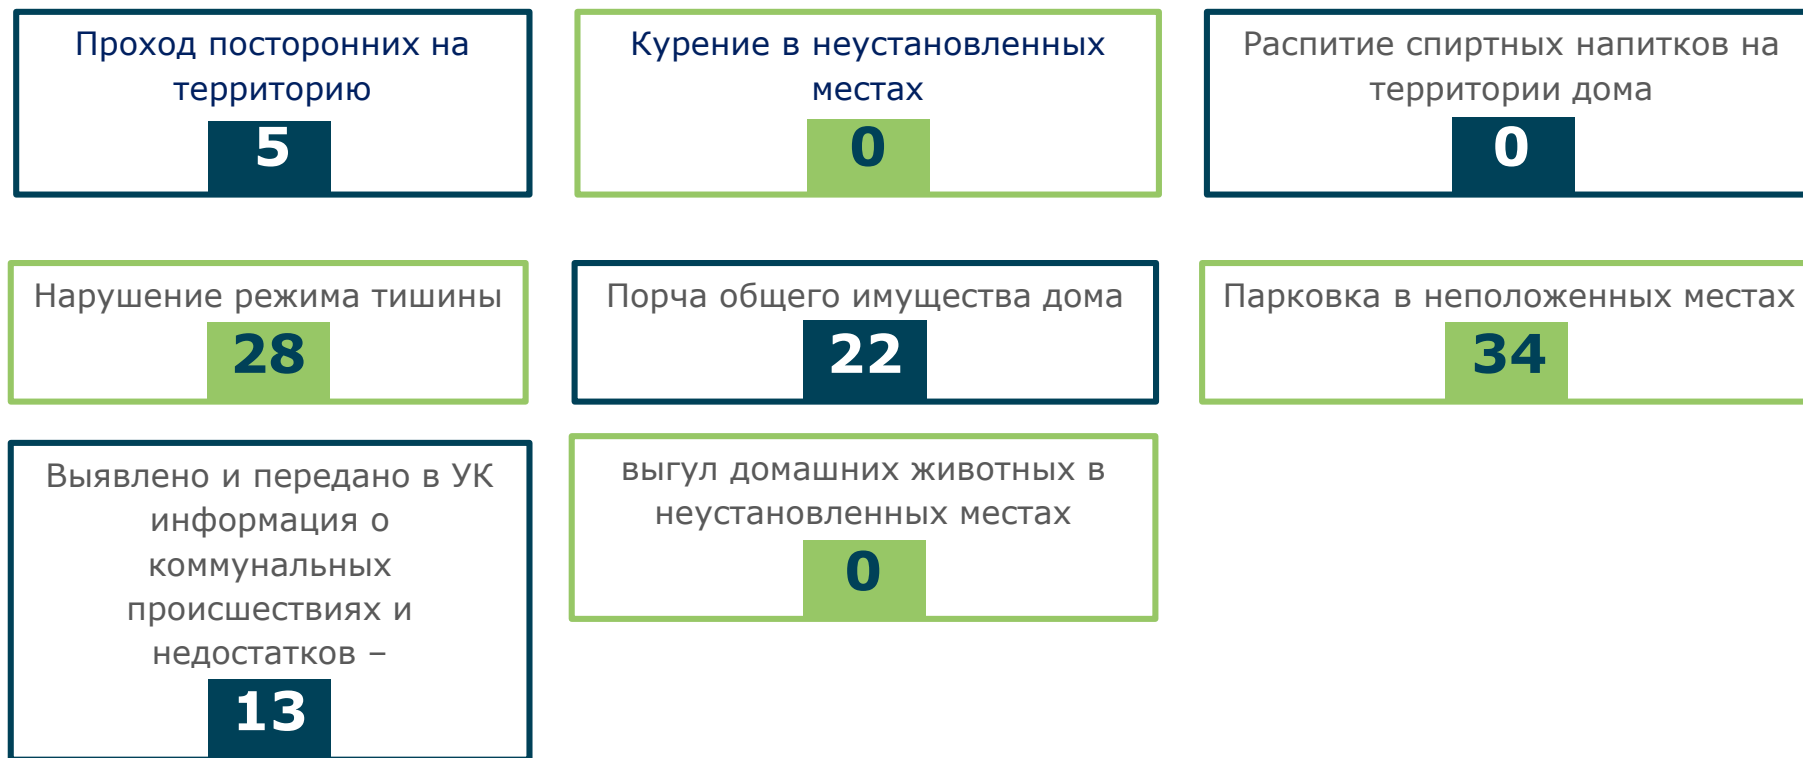 Проход посторонних на
территорию
5
Курение в неустановленных
местах
0
Распитие спиртных напитков на
территории дома
0
Нарушение режима тишины
28
Порча общего имущества дома
22
Парковка в неположенных местах
34
Выявлено и передано в УК
информация о
коммунальных
происшествиях и
недостатков –
13
выгул домашних животных в
неустановленных местах
0